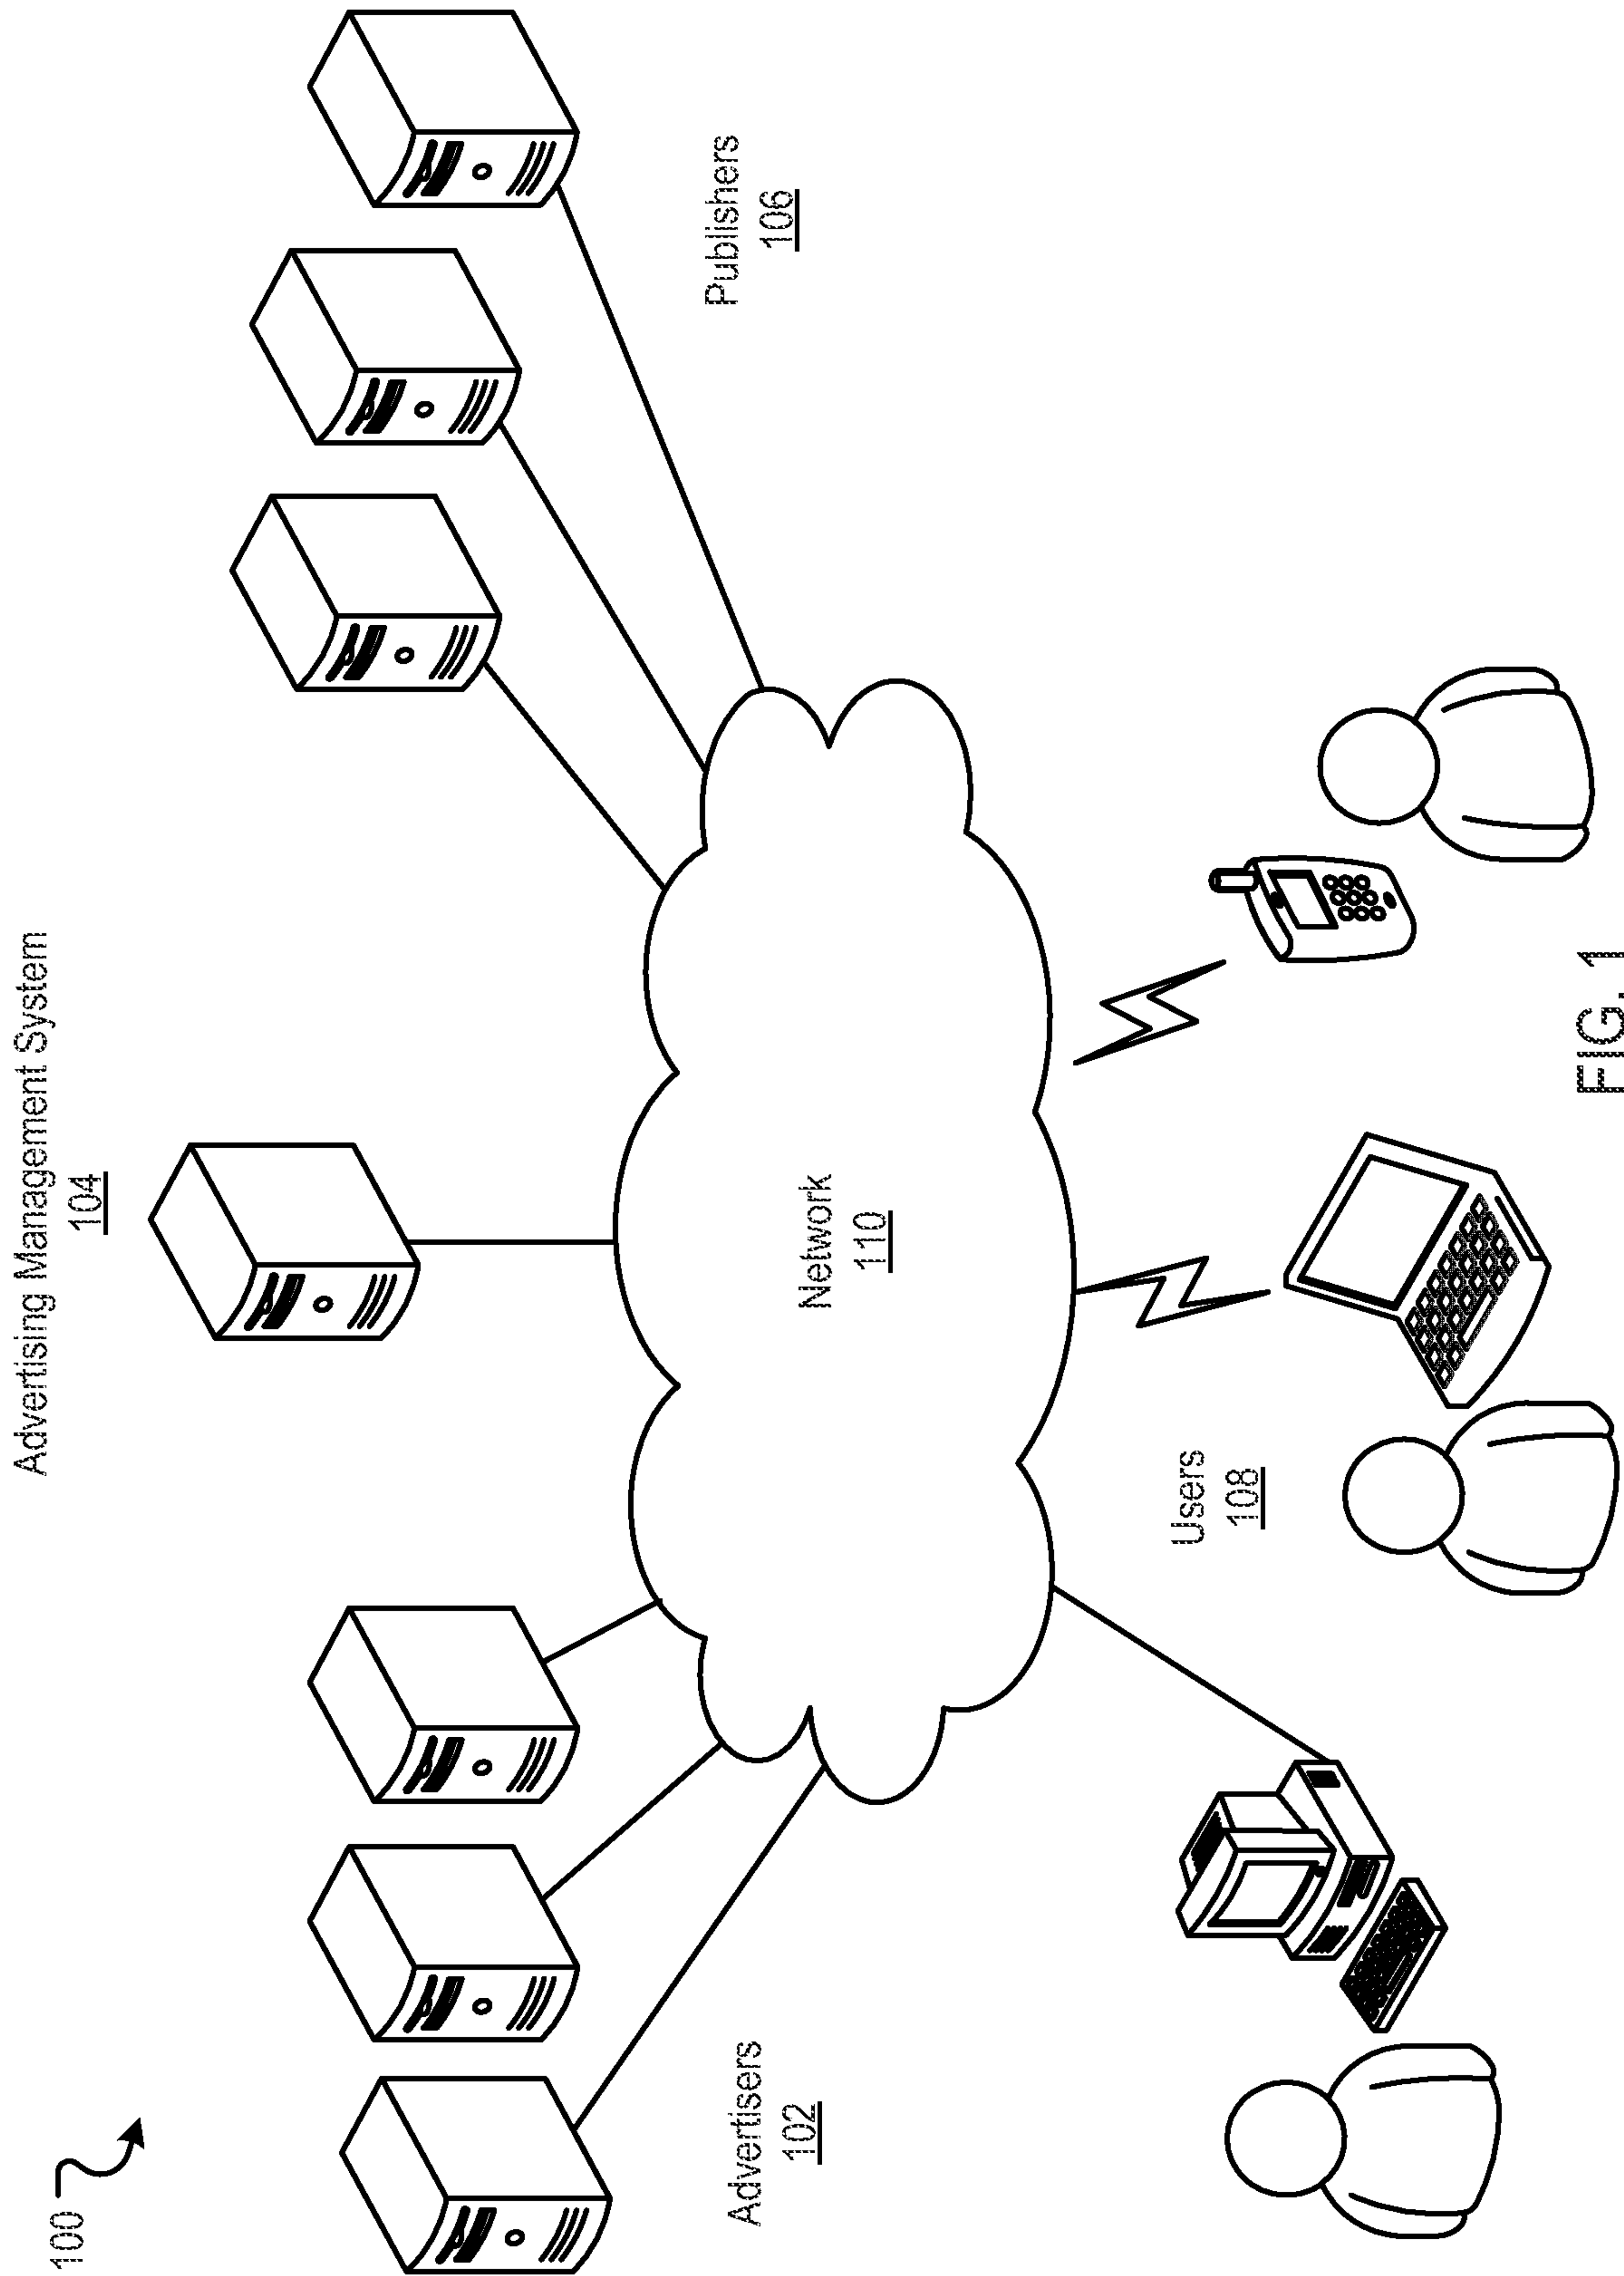 100
Advertising Management System
104
Advertisers
102
Publishers
106
Network
110
Users
108
FIG. 1